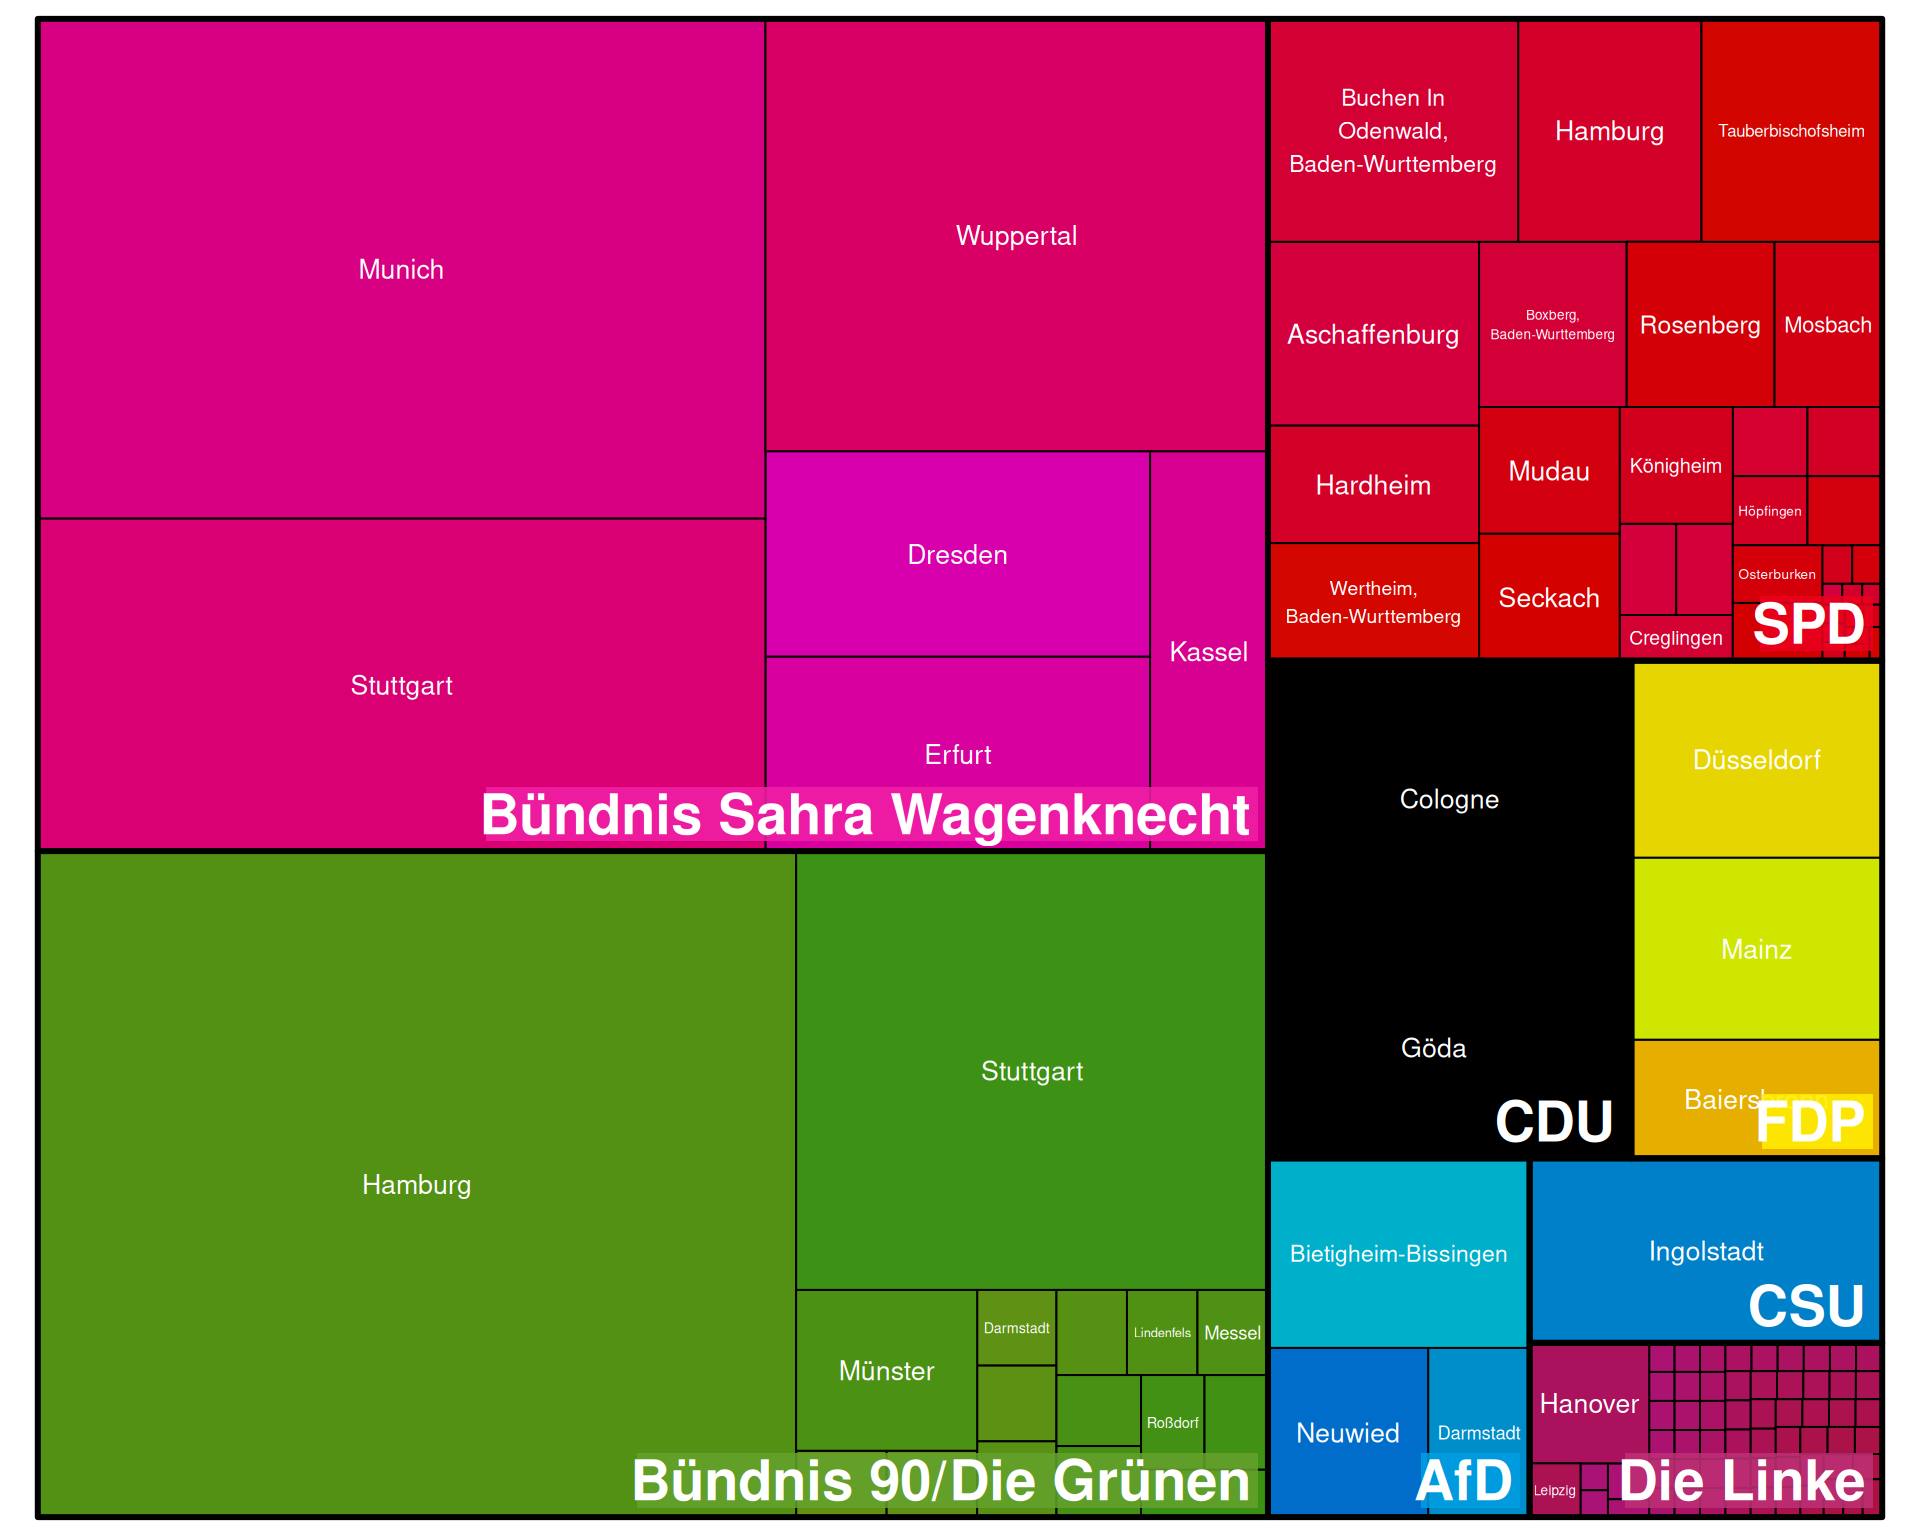 Munich
Wuppertal
Stuttgart
Dresden
Erfurt
Kassel
Bündnis Sahra Wagenknecht
Hamburg
Stuttgart
Münster
Darmstadt
Lindenfels
Messel
Roßdorf
Bündnis 90/Die Grünen
Buchen In
Odenwald,
Baden-Wurttemberg
Hamburg
Tauberbischofsheim
Aschaffenburg
Boxberg,
Baden-Wurttemberg
Rosenberg
Mosbach
Hardheim
Mudau
Königheim
Höpfingen
Wertheim,
Baden-Wurttemberg
Seckach
Osterburken
Creglingen
SPD
Cologne
Göda
CDU
Düsseldorf
Mainz
FDP
Bietigheim-Bissingen
Neuwied
Darmstadt
AfD
Ingolstadt
CSU
Hanover
Leipzig
Die Linke